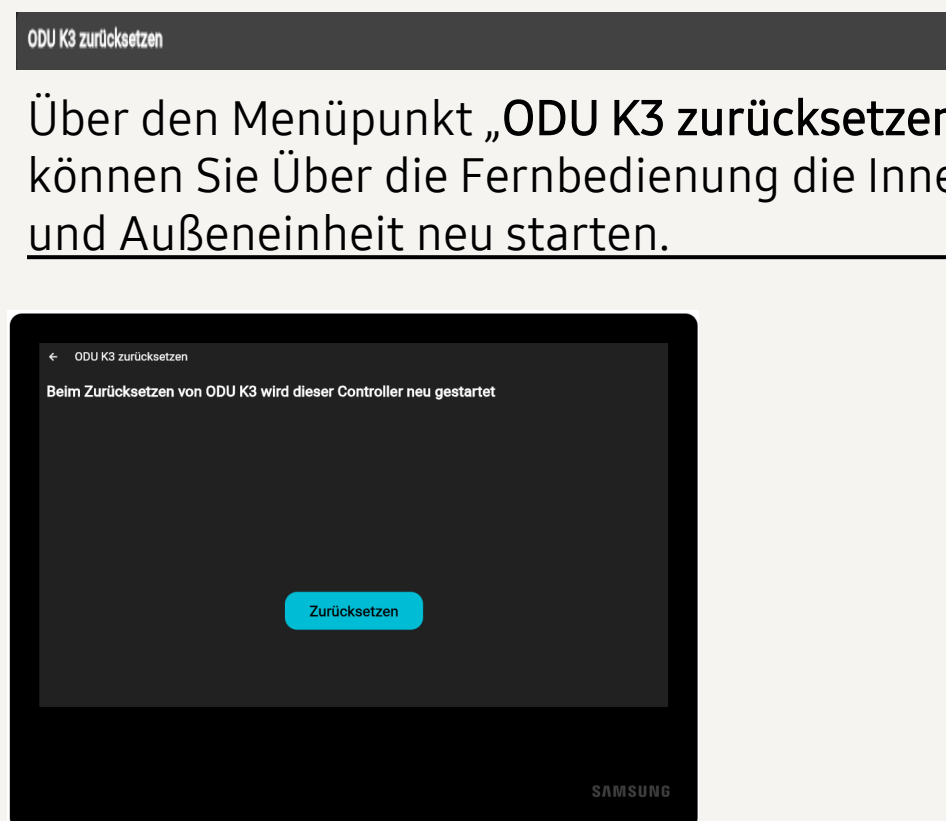 ODU K3 zurücksetzen
Über den Menüpunkt „ODU K3 zurücksetzen
können Sie Über die Fernbedienung die Inne
und Außeneinheit neu starten.
← ODU K3 zurücksetzen
Beim Zurücksetzen von ODU K3 wird dieser Controller neu gestartet
Zurücksetzen
SAMSUNG